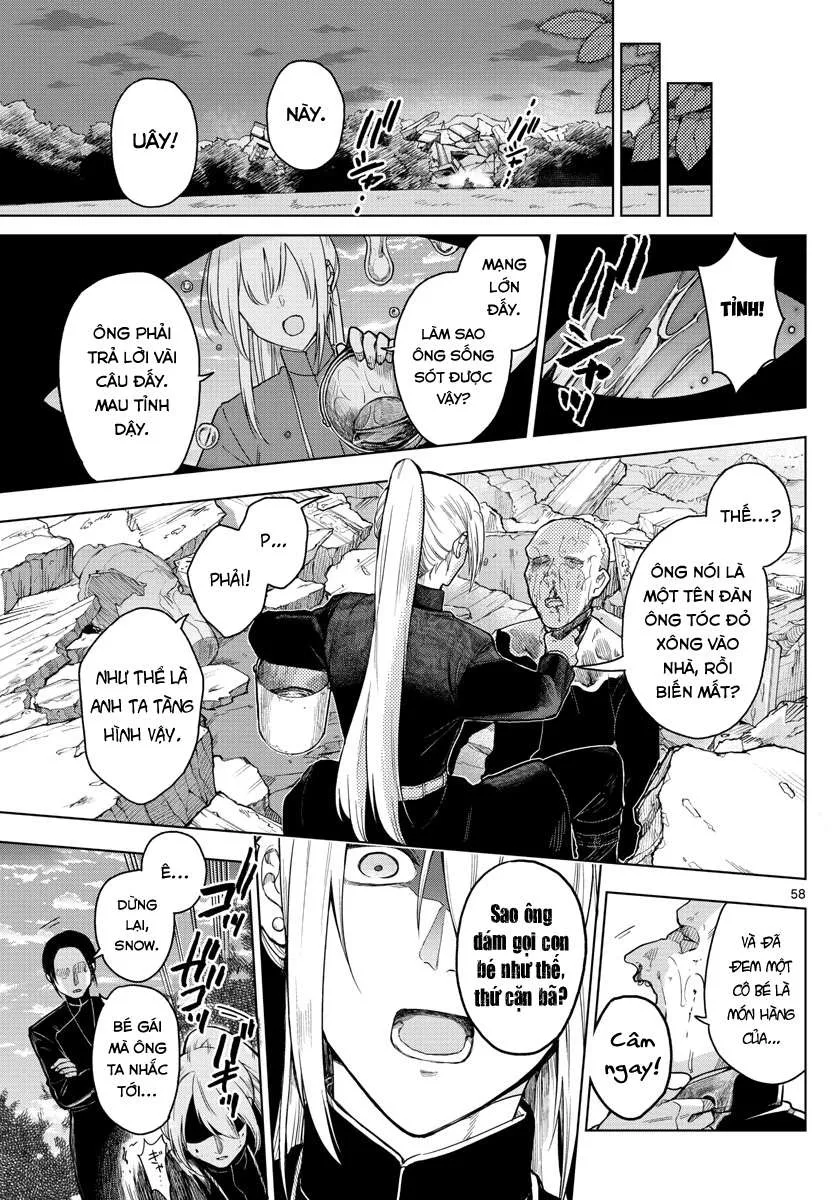 NÀY.
UÂY!
TỈNH!
MẠNG
LỚN
ĐẤY.
LÀM SAO
ÔNG SỐNG
SÓT ĐƯỢC
VẬY?
ÔNG PHẢI
TRẢ LỜI VÀI
CÂU ĐẤY.
MAU TỈNH
DẬY.
THẾ...?
ÔNG NÓI LÀ
MỘT TÊN ĐÀN
ÔNG TÓC ĐỎ
XÔNG VÀO
NHÀ, RỒI
BIẾN MẤT?
P...
PHẢI!
NHƯ THỂ LÀ
ANH TA TÀNG
HÌNH VẬY.
58
VÀ ĐÃ
ĐEM MỘT
CÔ BÉ LÀ
MÓN HÀNG
CỦA...
Câm
ngay!
Sao ông
dám gọi con
bé như thế,
thứ cặn bã?
Ê...
DỪNG
LẠI,
SNOW.
BÉ GÁI
MÀ ÔNG
TA NHẮC
TỚI...